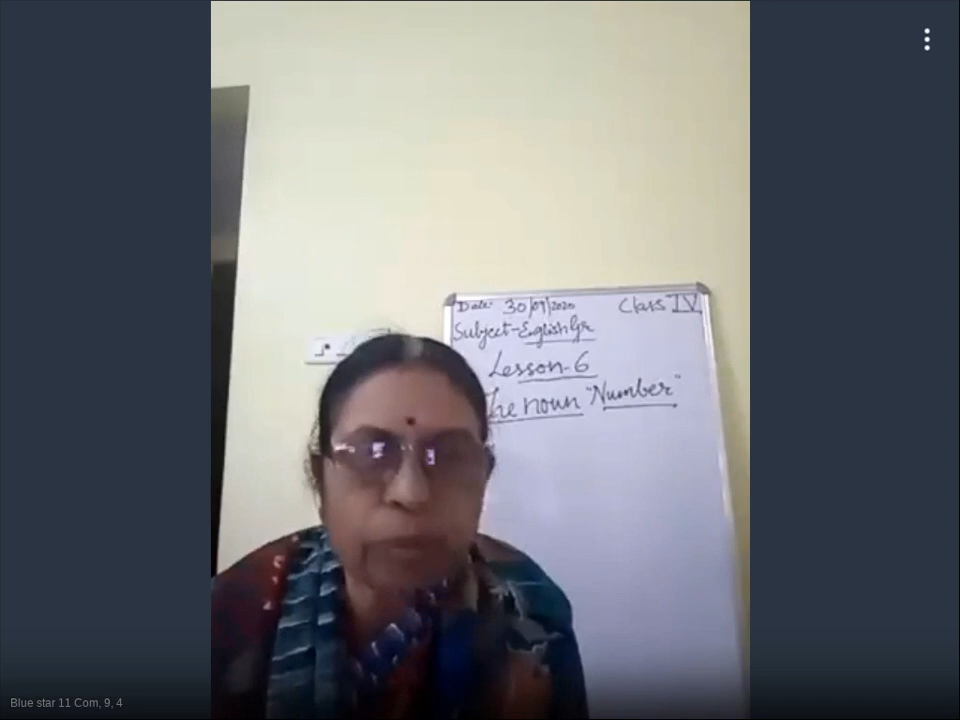 Date: 30/09/2020 Class IV
Subject-English Gr
Lesson-6
The noun "Number"
Blue star 11 Com, 9, 4